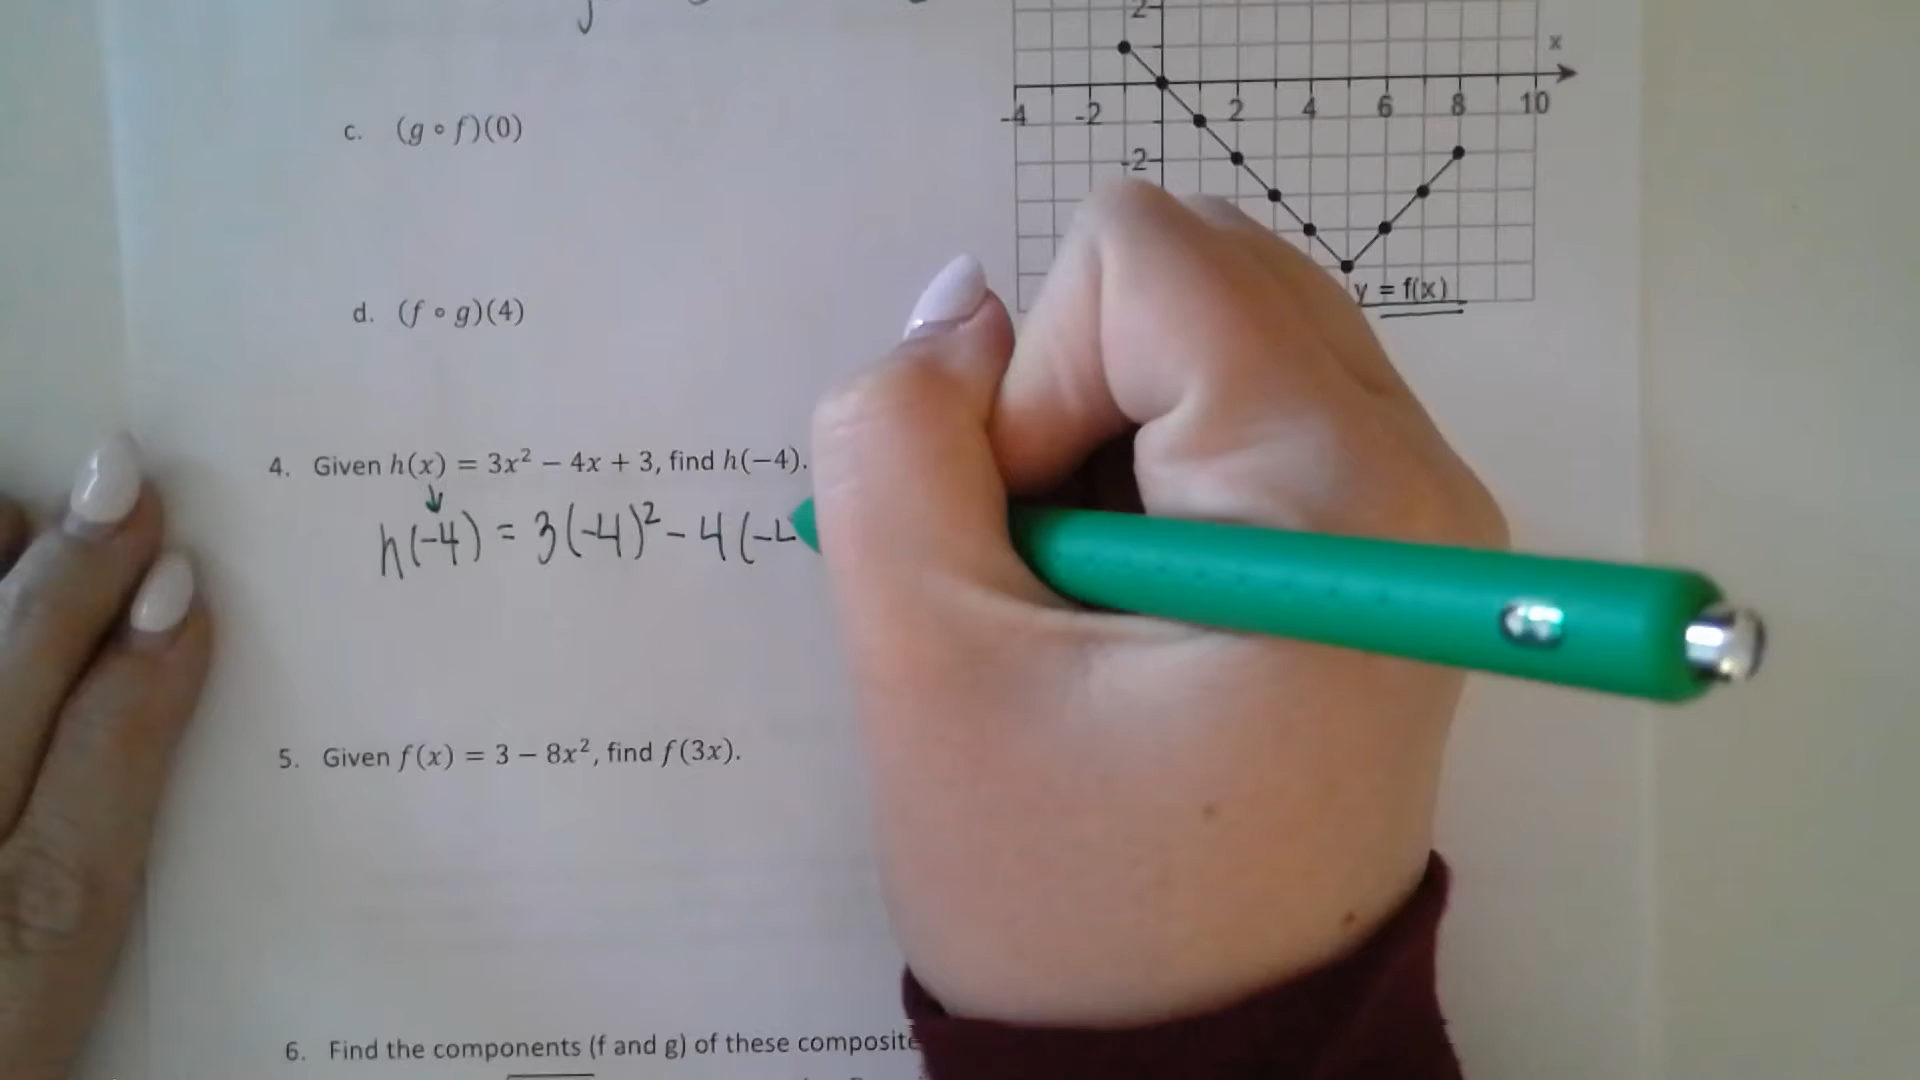 2
x
-4 -2 2 4 6 8 10
-2
y = f(x)
c. (g ∘ f)(0)
d. (f ∘ g)(4)
4. Given h(x) = 3x² − 4x + 3, find h(−4).
h(-4) = 3(-4)² - 4(-
5. Given f(x) = 3 − 8x², find f(3x).
6. Find the components (f and g) of these composite